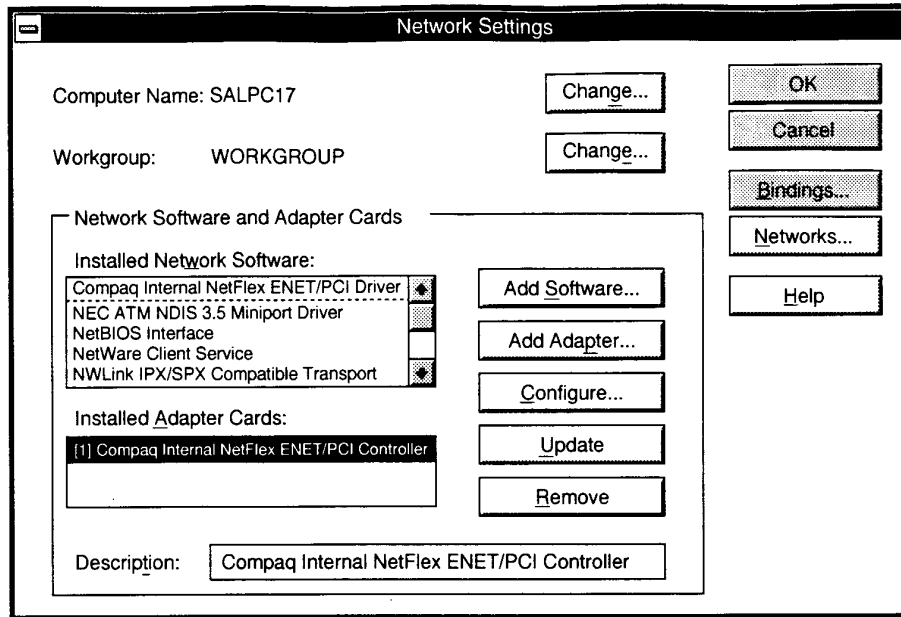 Network Settings
Computer Name: SALPC17
Change...
Workgroup: WORKGROUP
Change...
OK
Cancel
Bindings...
Networks...
Help
Network Software and Adapter Cards
Installed Network Software:
Compaq Internal NetFlex ENET/PCI Driver
NEC ATM NDIS 3.5 Miniport Driver
NetBIOS Interface
NetWare Client Service
NWLink IPX/SPX Compatible Transport
Add Software...
Add Adapter...
Configure...
Update
Remove
Installed Adapter Cards:
[1] Compaq Internal NetFlex ENET/PCI Controller
Description: Compaq Internal NetFlex ENET/PCI Controller